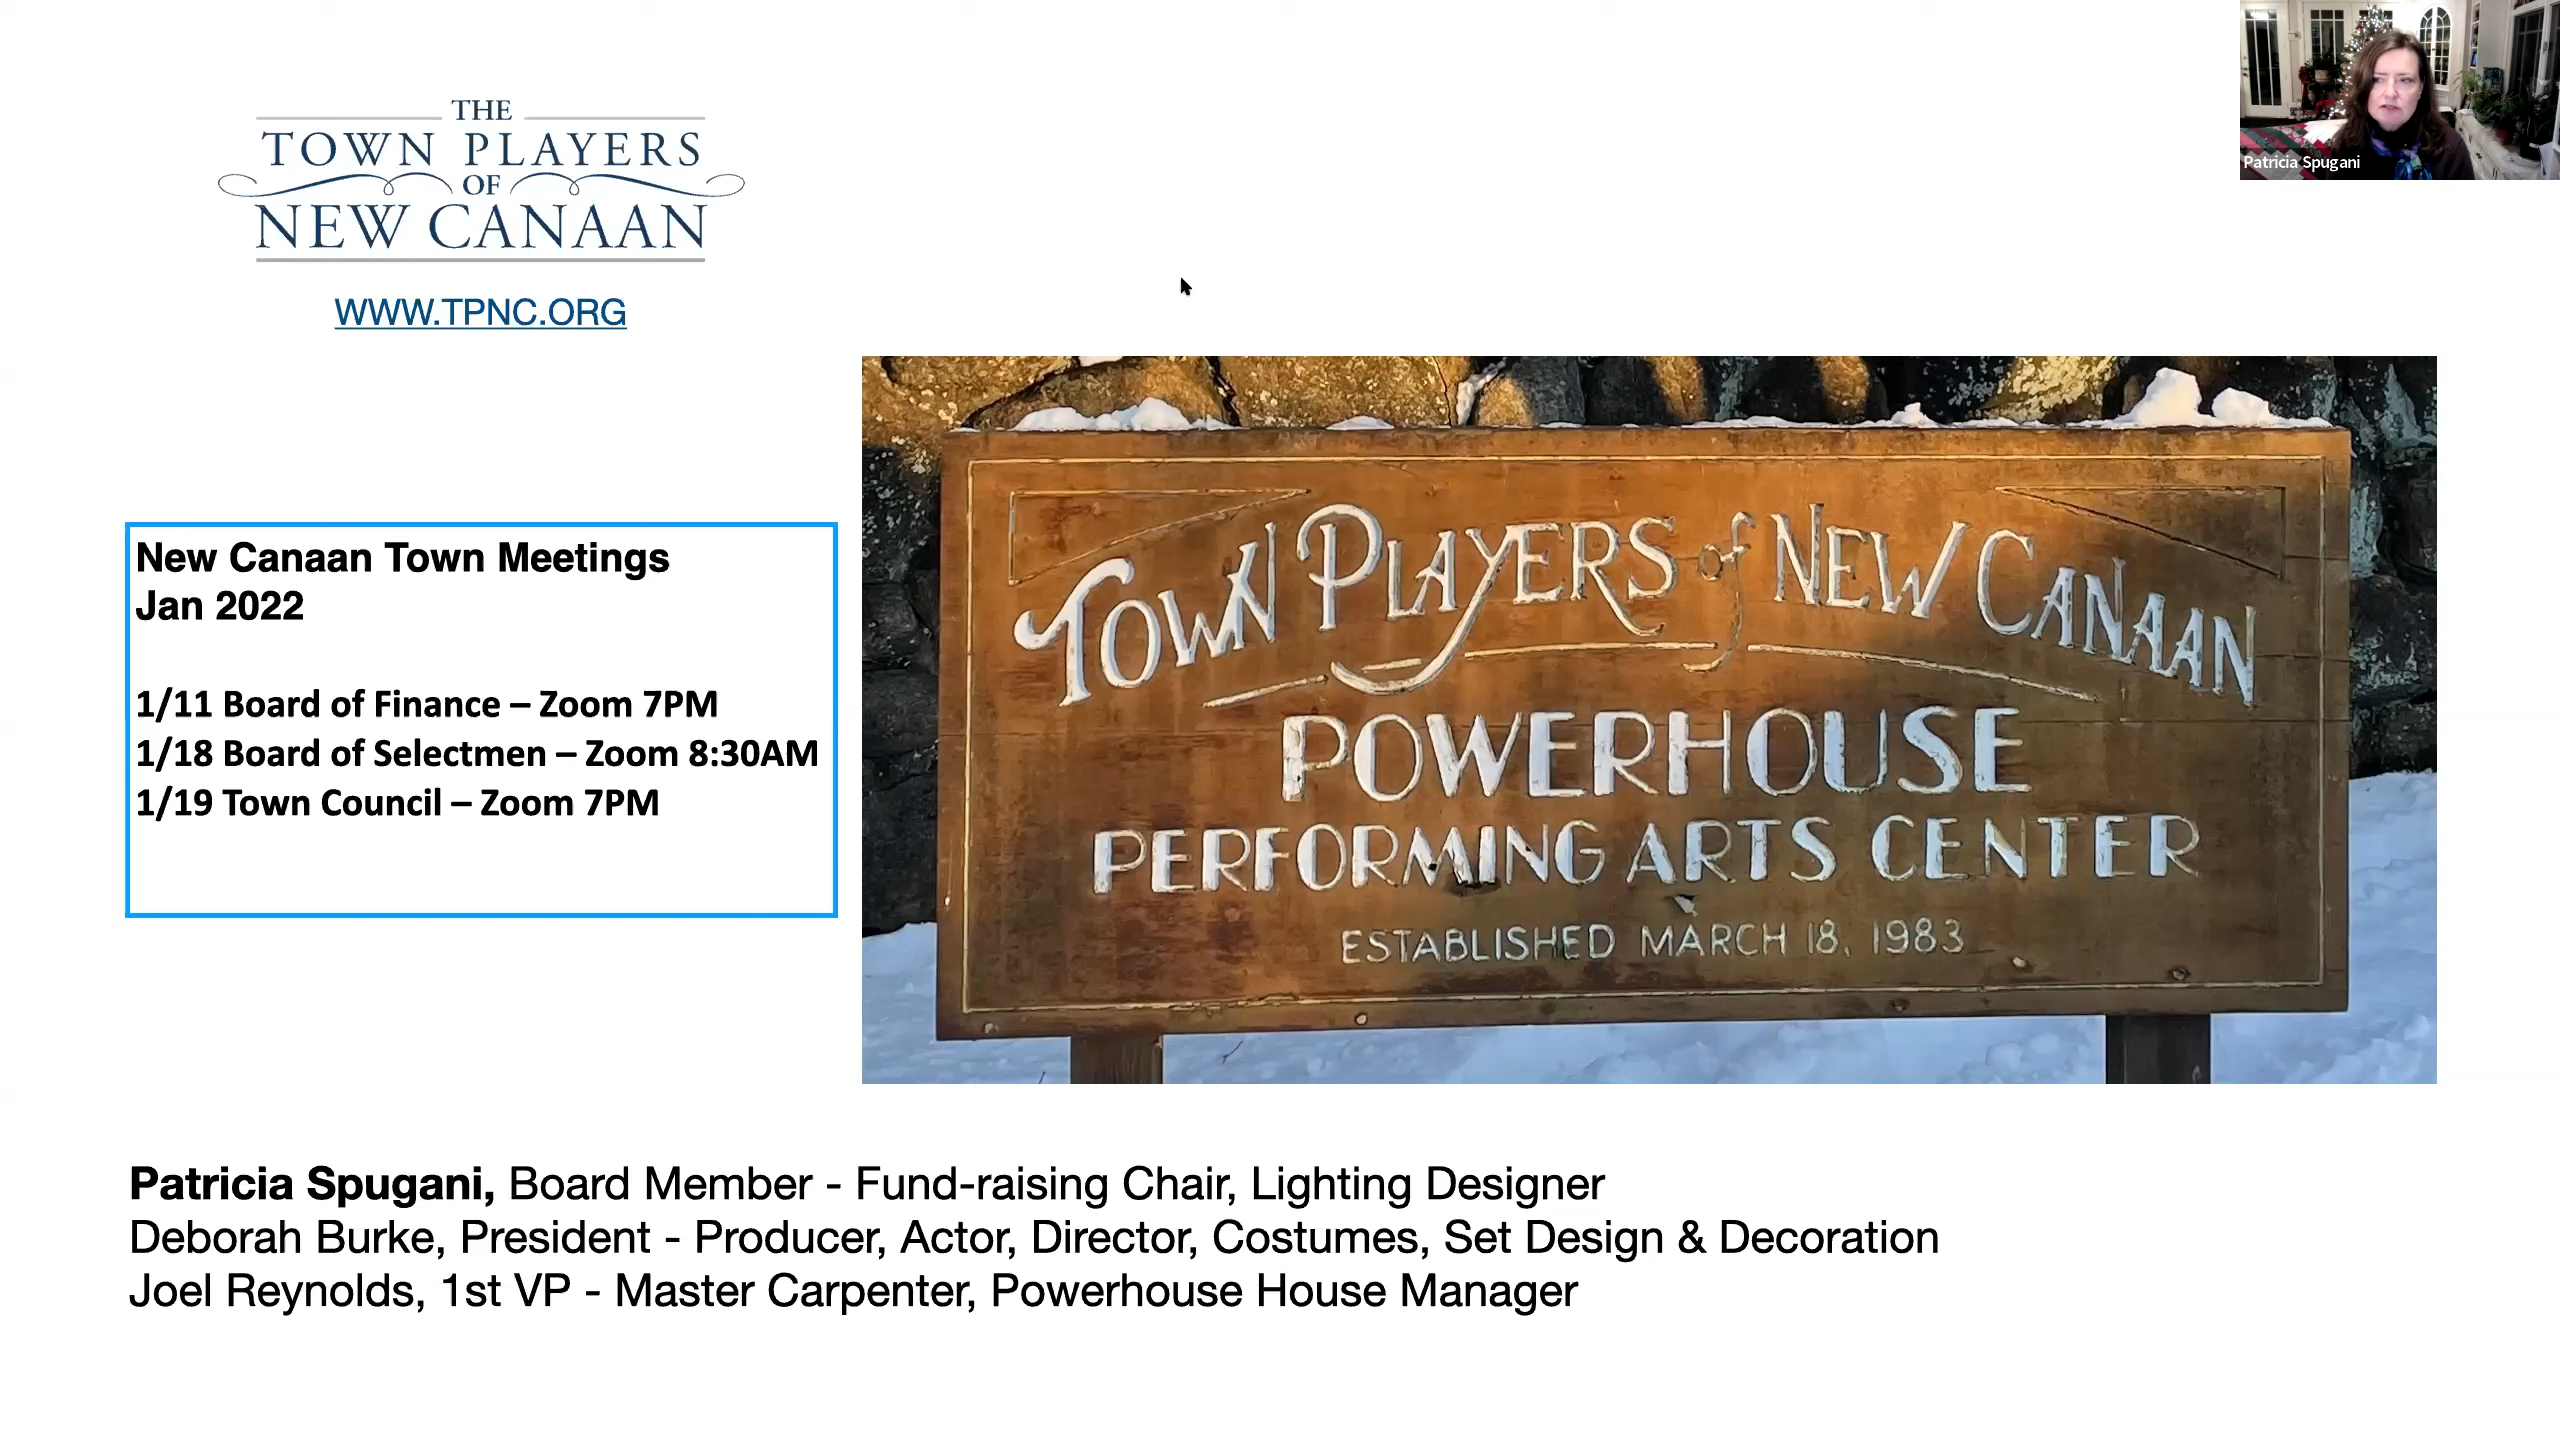 THE
TOWN PLAYERS
OF
NEW CANAAN
WWW.TPNC.ORG
Patricia Spugani
New Canaan Town Meetings
Jan 2022
1/11 Board of Finance – Zoom 7PM
1/18 Board of Selectmen – Zoom 8:30AM
1/19 Town Council – Zoom 7PM
TOWN PLAYERS of NEW CANAAN
POWERHOUSE
PERFORMING ARTS CENTER
ESTABLISHED MARCH 18, 1983
Patricia Spugani, Board Member - Fund-raising Chair, Lighting Designer
Deborah Burke, President - Producer, Actor, Director, Costumes, Set Design & Decoration
Joel Reynolds, 1st VP - Master Carpenter, Powerhouse House Manager